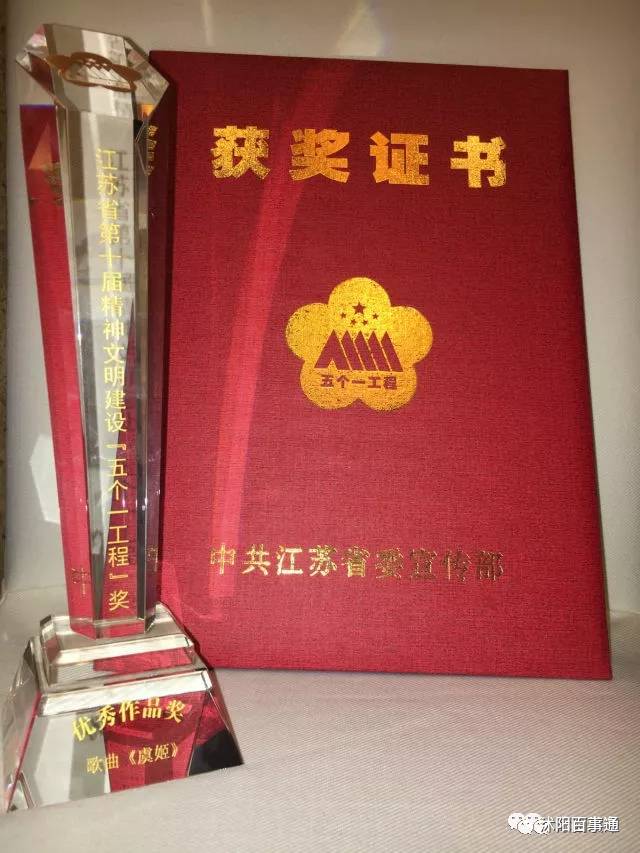 江苏省第十届精神文明建设『五个一工程』奖
优秀作品奖
歌曲《虞姬》
获奖证书
五个一工程
中共江苏省委宣传部
沭阳百事通